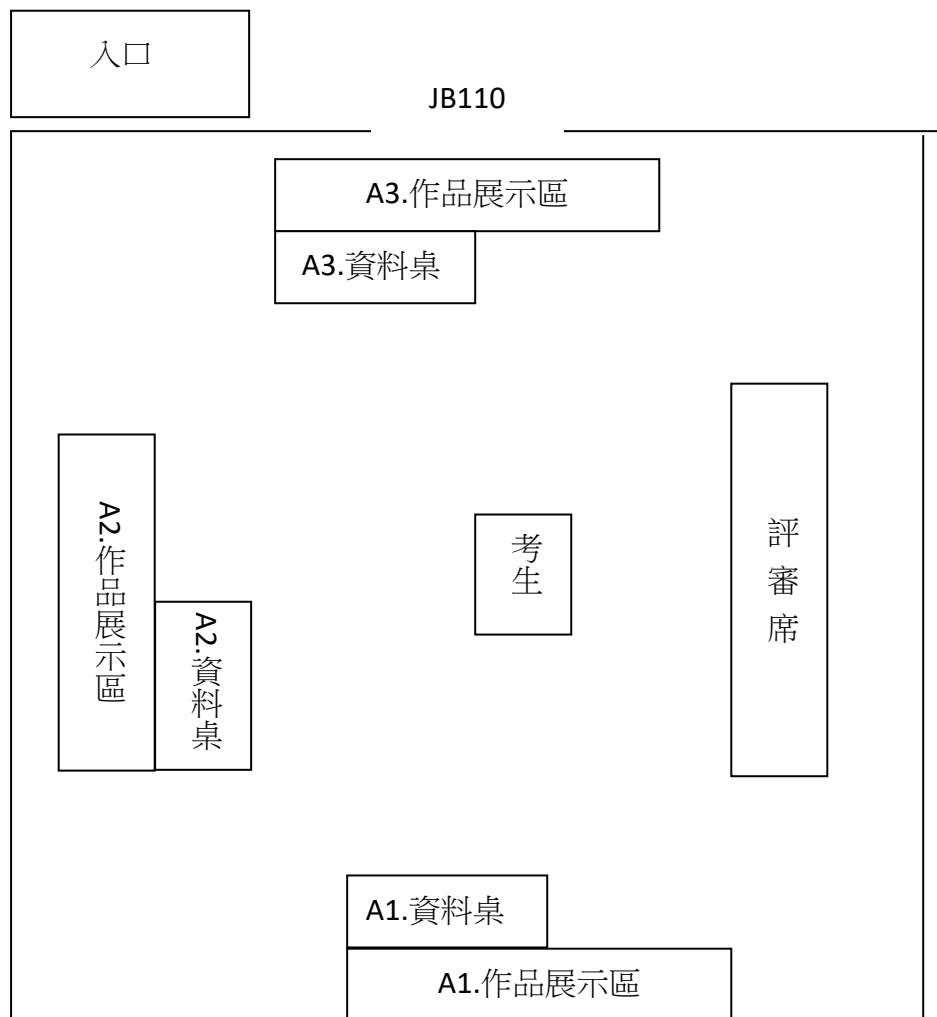 入口
JB110
A3.作品展示區
A3.資料桌
A2.作品展示區
A2.資料桌
考生
評審席
A1.資料桌
A1.作品展示區